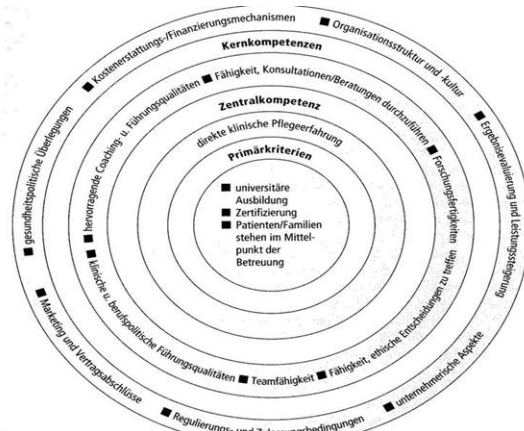 ■ Kostenerstattungs-/Finanzierungsmechanismen
■ Organisationsstruktur und -kultur
■ Ergebnisevaluierung und Leistungssteigerung
■ unternehmerische Aspekte
■ Regulierungs- und Zulassungsbedingungen
■ Marketing und Vertragsabschlüsse
■ gesundheitspolitische Überlegungen
Kernkompetenzen
■ Fähigkeit, Konsultationen/Beratungen durchzuführen
■ Forschungsfertigkeiten
■ Fähigkeit, ethische Entscheidungen zu treffen
■ Teamfähigkeit
■ klinische u. berufspolitische Führungsqualitäten
■ hervorragende Coaching- u. Führungsqualitäten
Zentralkompetenz
direkte klinische Pflegeerfahrung
Primärkriterien
■ universitäre
Ausbildung
■ Zertifizierung
■ Patienten/Familien
stehen im Mittel-
punkt der
Betreuung